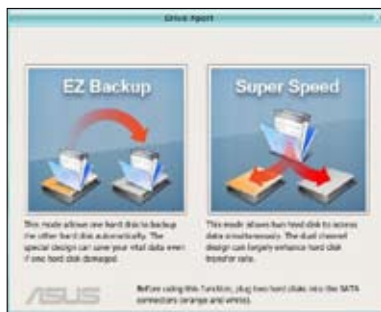 Drive Xpert
EZ Backup
Super Speed
This mode allows one hard disk to backup
the other hard disk automatically. The
special design can save your vital data even
if one hard disk damaged.
This mode allows two hard disk to access
data simultaneously. The dual channel
design can largely enhance hard disk
transfer rate.
ASUS
Before using this function, plug two hard disks into the SATA
connectors (orange and white).